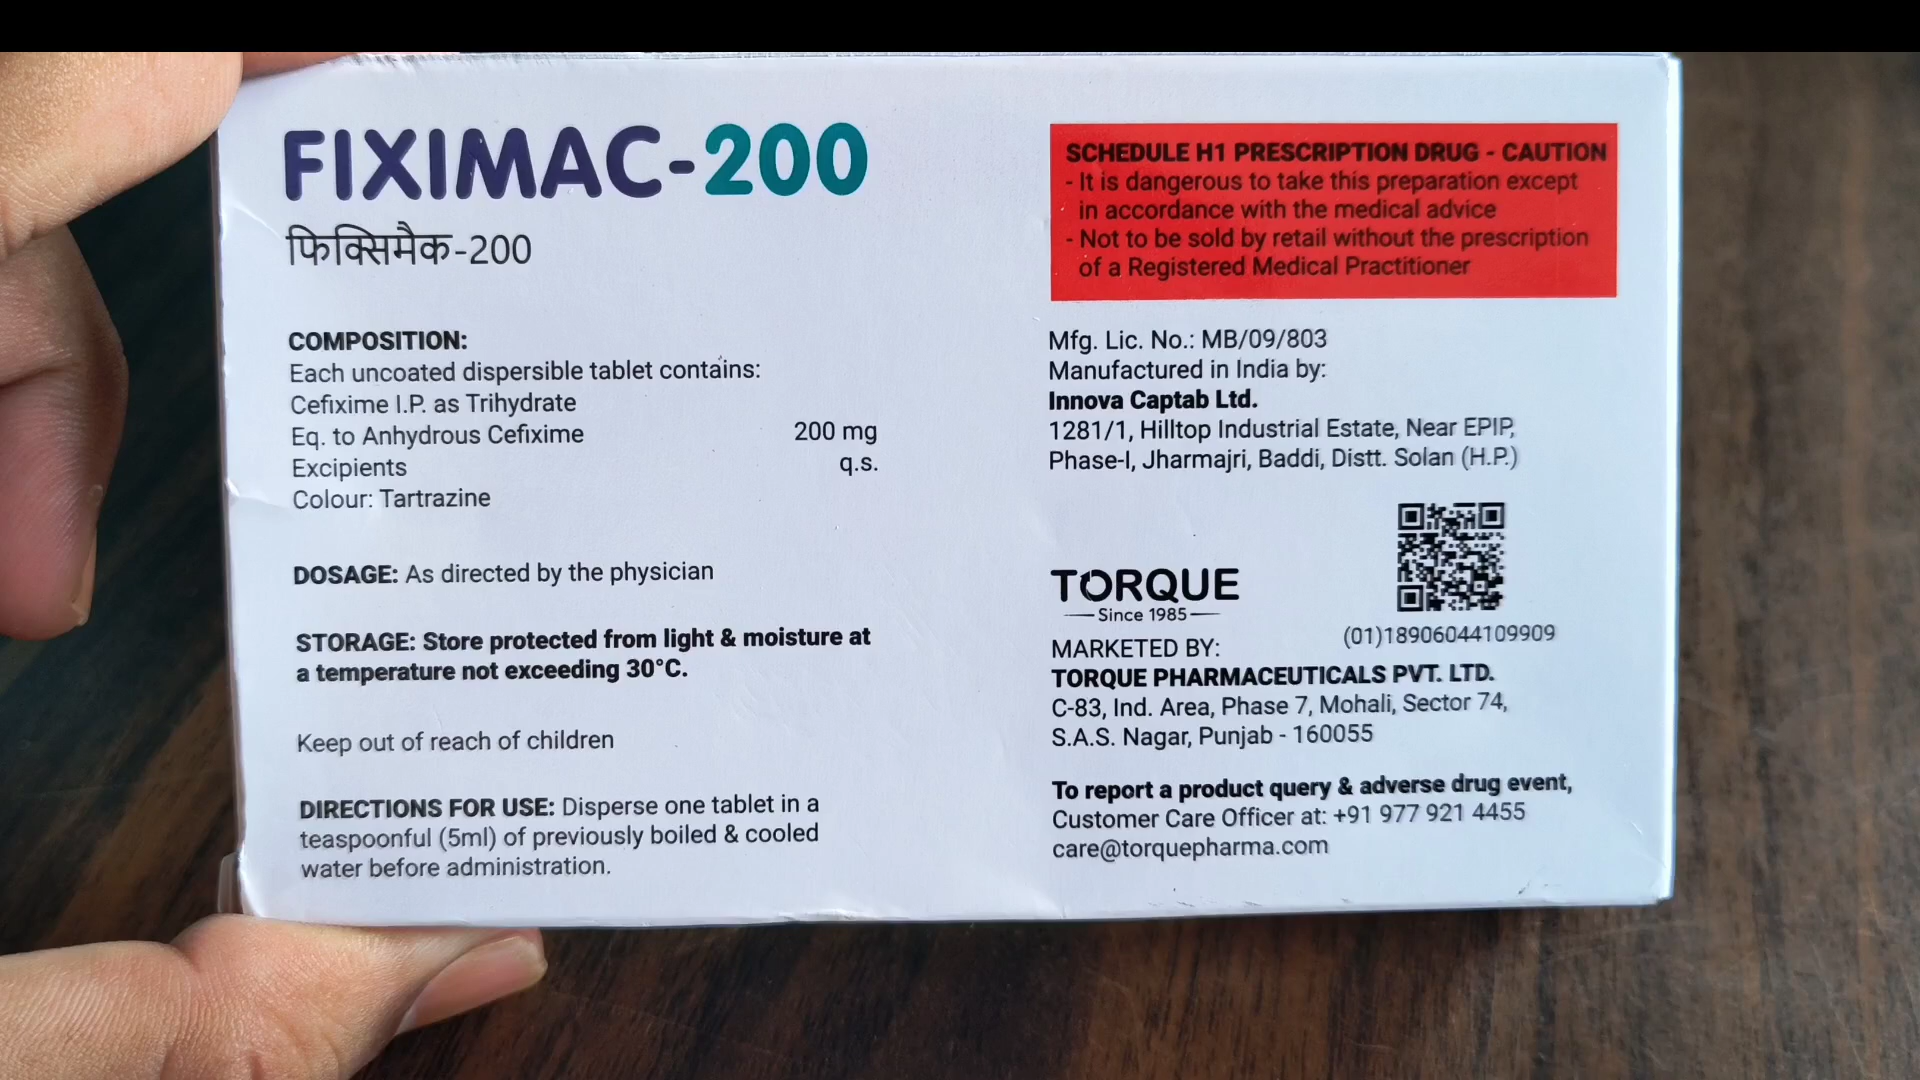 FIXIMAC-200
फिक्सिमैक-200
COMPOSITION:
Each uncoated dispersible tablet contains:
Cefixime I.P. as Trihydrate
Eq. to Anhydrous Cefixime 200 mg
Excipients q.s.
Colour: Tartrazine
DOSAGE: As directed by the physician
STORAGE: Store protected from light & moisture at
a temperature not exceeding 30°C.
Keep out of reach of children
DIRECTIONS FOR USE: Disperse one tablet in a
teaspoonful (5ml) of previously boiled & cooled
water before administration.
SCHEDULE H1 PRESCRIPTION DRUG - CAUTION
- It is dangerous to take this preparation except
in accordance with the medical advice
- Not to be sold by retail without the prescription
of a Registered Medical Practitioner
Mfg. Lic. No.: MB/09/803
Manufactured in India by:
Innova Captab Ltd.
1281/1, Hilltop Industrial Estate, Near EPIP,
Phase-I, Jharmajri, Baddi, Distt. Solan (H.P.)
TORQUE
Since 1985
(01)18906044109909
MARKETED BY:
TORQUE PHARMACEUTICALS PVT. LTD.
C-83, Ind. Area, Phase 7, Mohali, Sector 74,
S.A.S. Nagar, Punjab - 160055
To report a product query & adverse drug event,
Customer Care Officer at: +91 977 921 4455
care@torquepharma.com